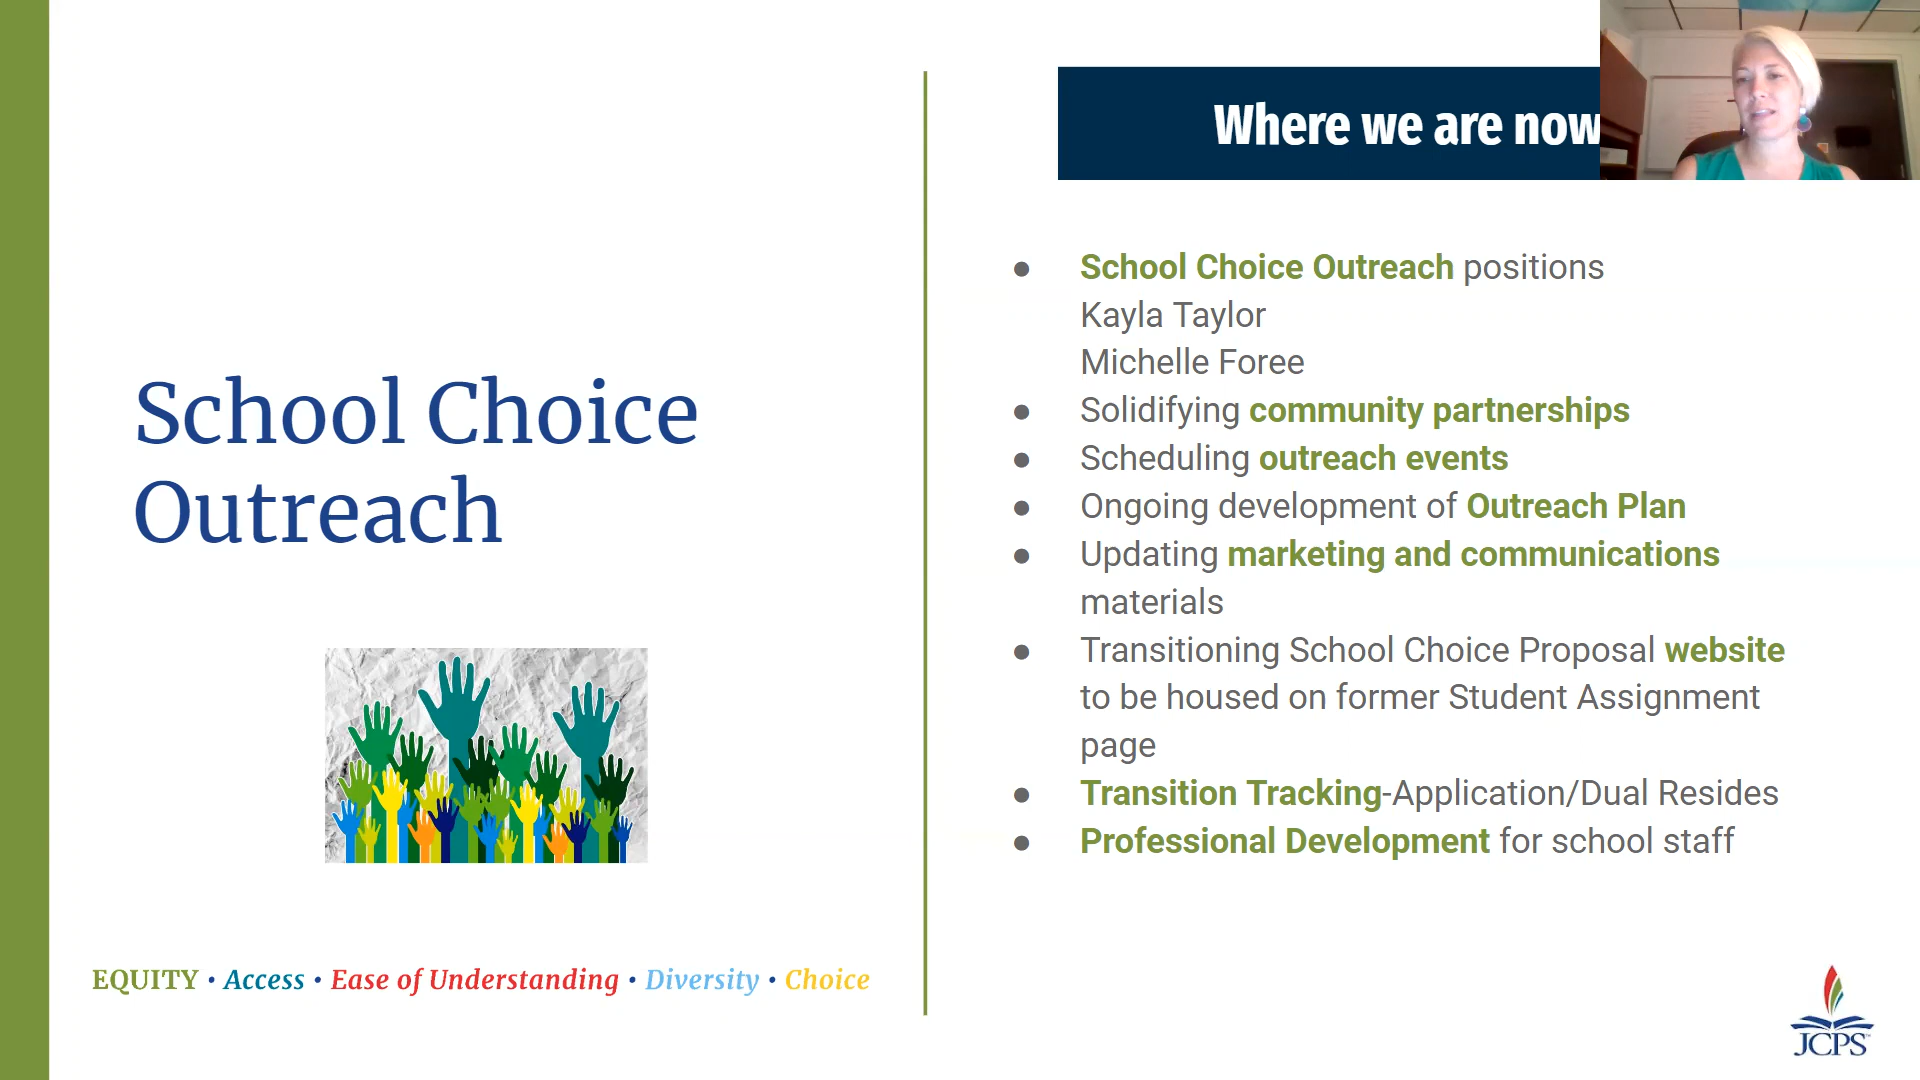 Where we are now
School Choice
Outreach
● School Choice Outreach positions
Kayla Taylor
Michelle Foree
● Solidifying community partnerships
● Scheduling outreach events
● Ongoing development of Outreach Plan
● Updating marketing and communications
materials
● Transitioning School Choice Proposal website
to be housed on former Student Assignment
page
● Transition Tracking-Application/Dual Resides
● Professional Development for school staff
EQUITY • Access • Ease of Understanding • Diversity • Choice
JCPS